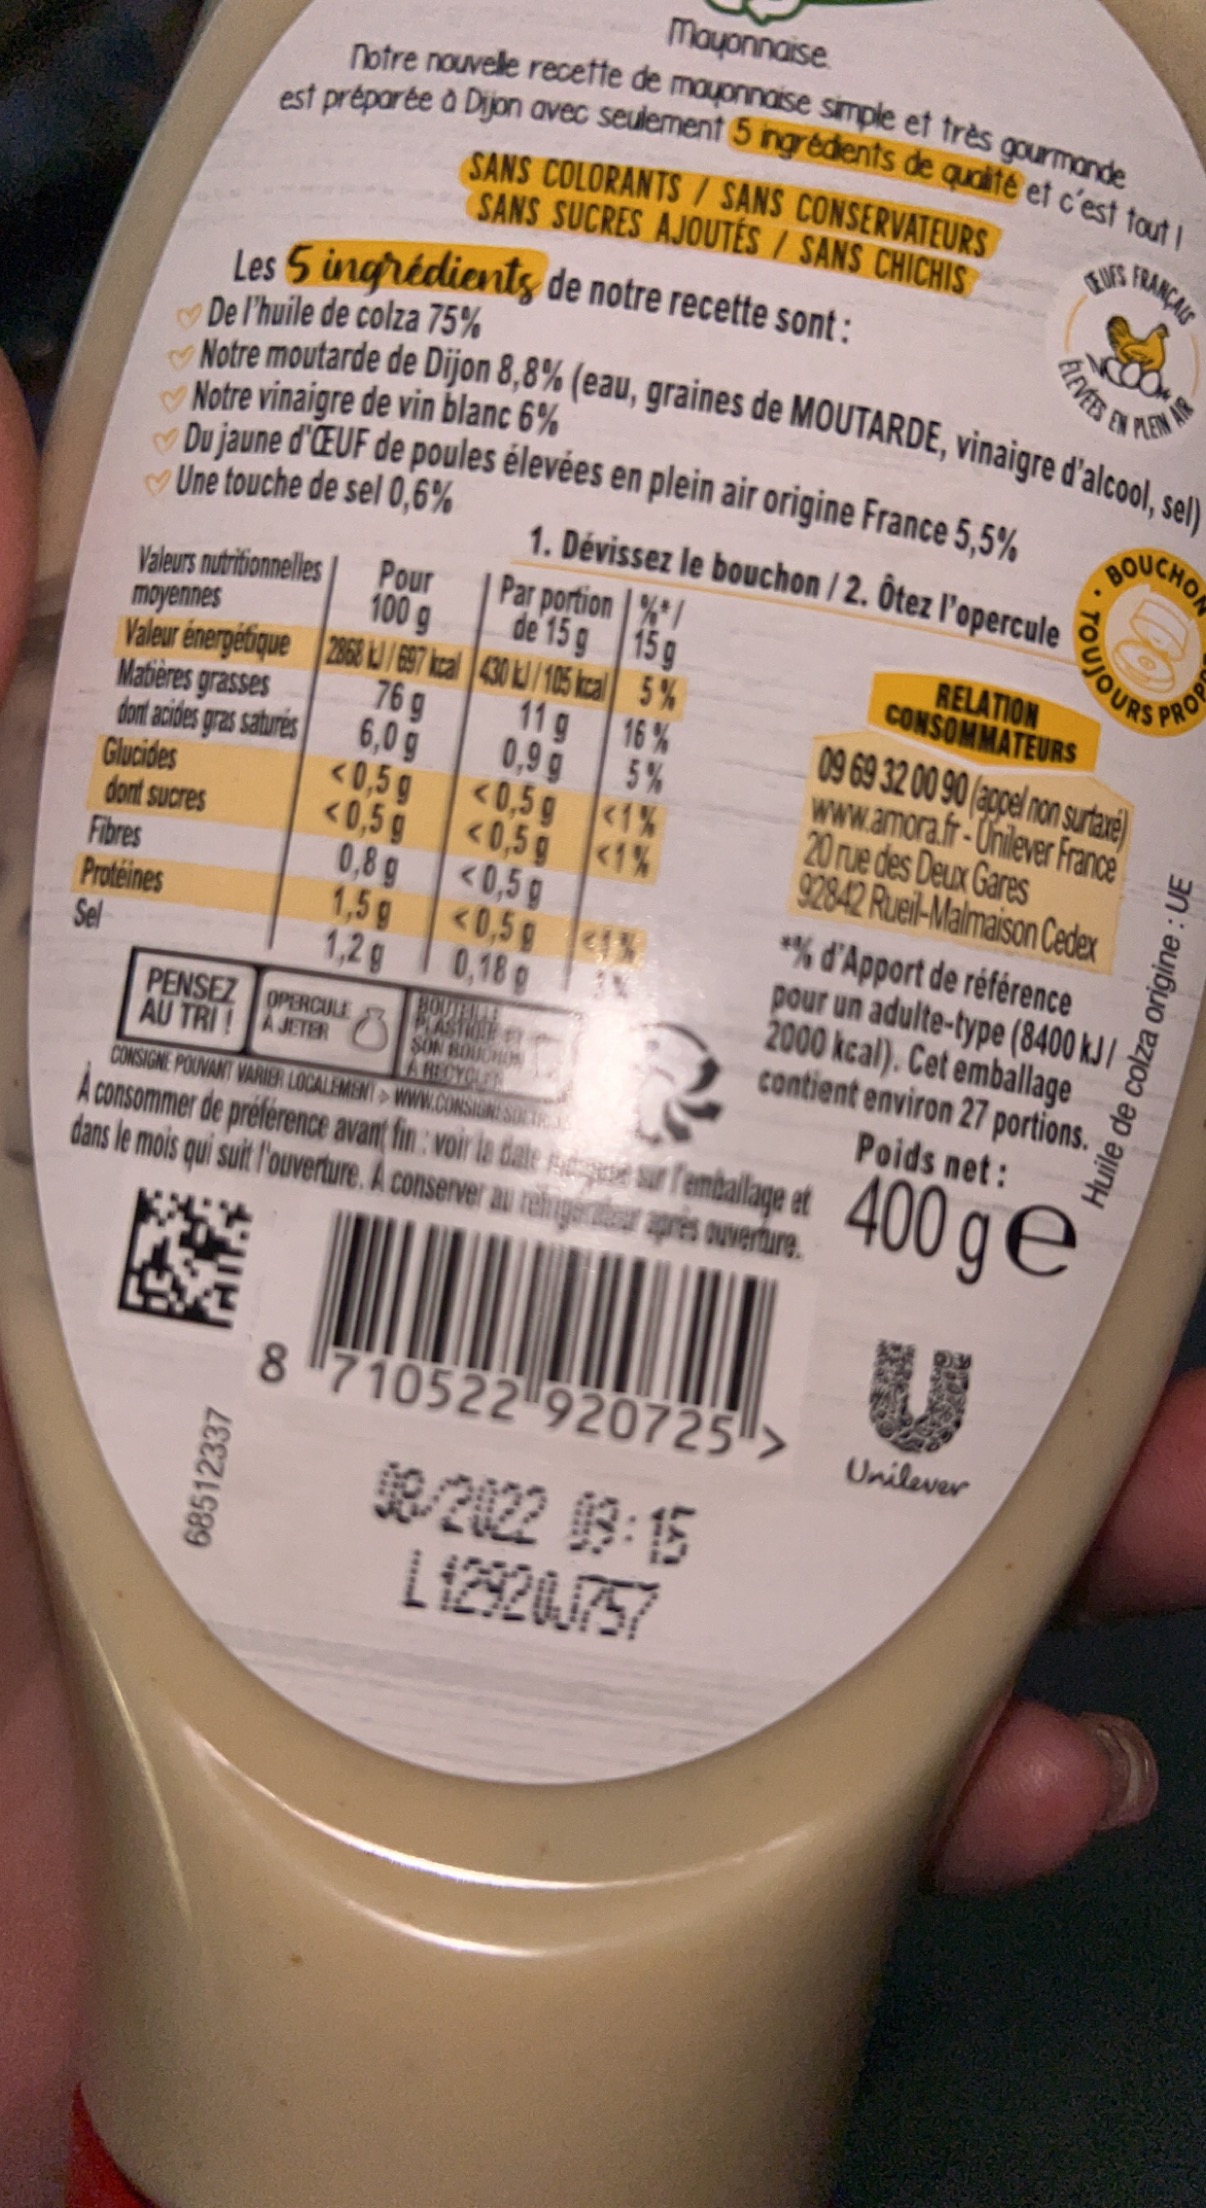 Mayonnaise
Notre nouvelle recette de mayonnaise simple et très gourmande
est préparée à Dijon avec seulement 5 ingrédients de qualité et c'est tout !
SANS COLORANTS / SANS CONSERVATEURS
SANS SUCRES AJOUTÉS / SANS CHICHIS
ŒUFS FRANÇAIS
ÉLEVÉES EN PLEIN AIR
Les 5 ingrédients de notre recette sont :
De l'huile de colza 75%
Notre moutarde de Dijon 8,8% (eau, graines de MOUTARDE, vinaigre d'alcool, sel)
Notre vinaigre de vin blanc 6%
Du jaune d'ŒUF de poules élevées en plein air origine France 5,5%
Une touche de sel 0,6%
1. Dévissez le bouchon / 2. Ôtez l'opercule
BOUCHON
TOUJOURS
Valeurs nutritionnelles moyennes | Pour 100 g | Par portion de 15 g | %*/ 15 g
Valeur énergétique 2868 kJ / 697 kcal 430 kJ / 105 kcal 5 %
Matières grasses 76 g 11 g 16 %
dont acides gras saturés 6,0 g 0,9 g 5 %
Glucides <0,5 g <0,5 g <1 %
dont sucres <0,5 g <0,5 g <1 %
Fibres 0,8 g <0,5 g
Protéines 1,5 g <0,5 g <1 %
Sel 1,2 g 0,18 g
RELATION
CONSOMMATEURS
09 69 32 00 90 (appel non surtaxé)
www.amora.fr - Unilever France
20 rue des Deux Gares
92842 Rueil-Malmaison Cedex
*% d'Apport de référence
pour un adulte-type (8400 kJ /
2000 kcal). Cet emballage
contient environ 27 portions.
Huile de colza origine : UE
PENSEZ
AU TRI !
OPERCULE
À JETER
BOUTEILLE
PLASTIQUE ET
SON BOUCHON
À RECYCLER
CONSIGNE POUVANT VARIER LOCALEMENT >
À consommer de préférence avant fin : voir la date sur l'emballage et
dans le mois qui suit l'ouverture. À conserver au réfrigérateur après ouverture.
Poids net :
400 g e
8 710522 920725 >
Unilever
68512337
09:15